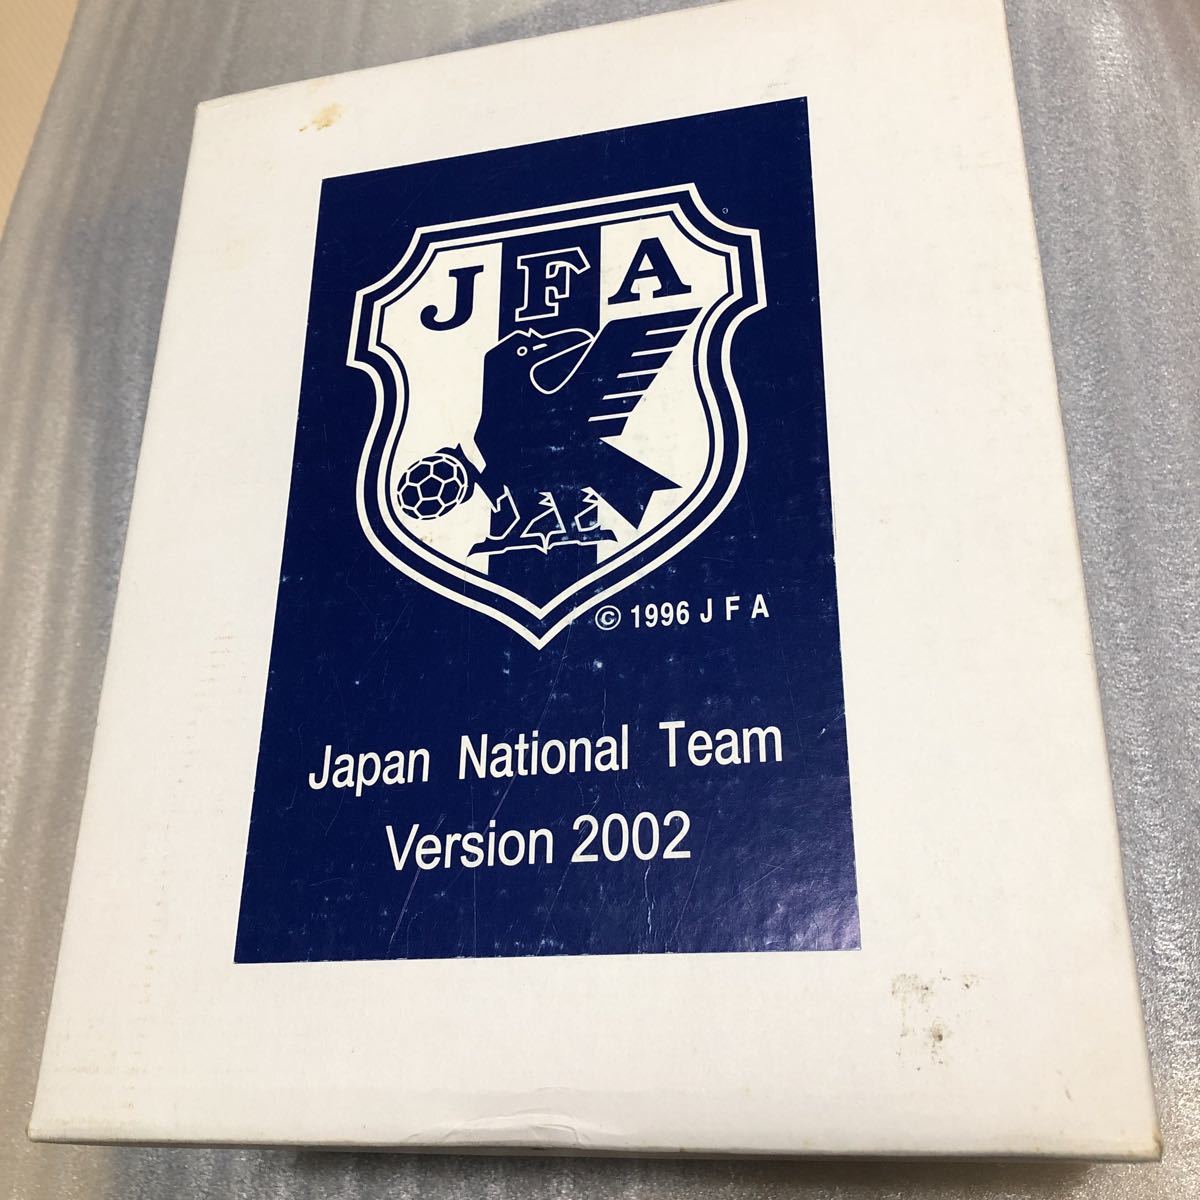 JFA
© 1996 J F A
Japan National Team
Version 2002